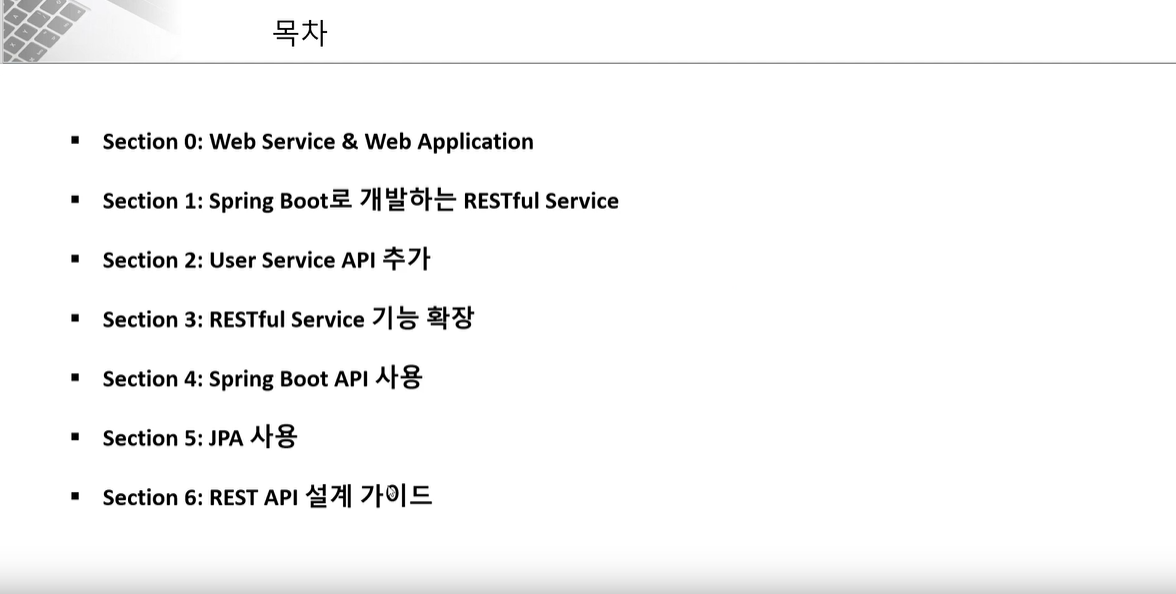 목차
▪ Section 0: Web Service & Web Application
▪ Section 1: Spring Boot로 개발하는 RESTful Service
▪ Section 2: User Service API 추가
▪ Section 3: RESTful Service 기능 확장
▪ Section 4: Spring Boot API 사용
▪ Section 5: JPA 사용
▪ Section 6: REST API 설계 가이드